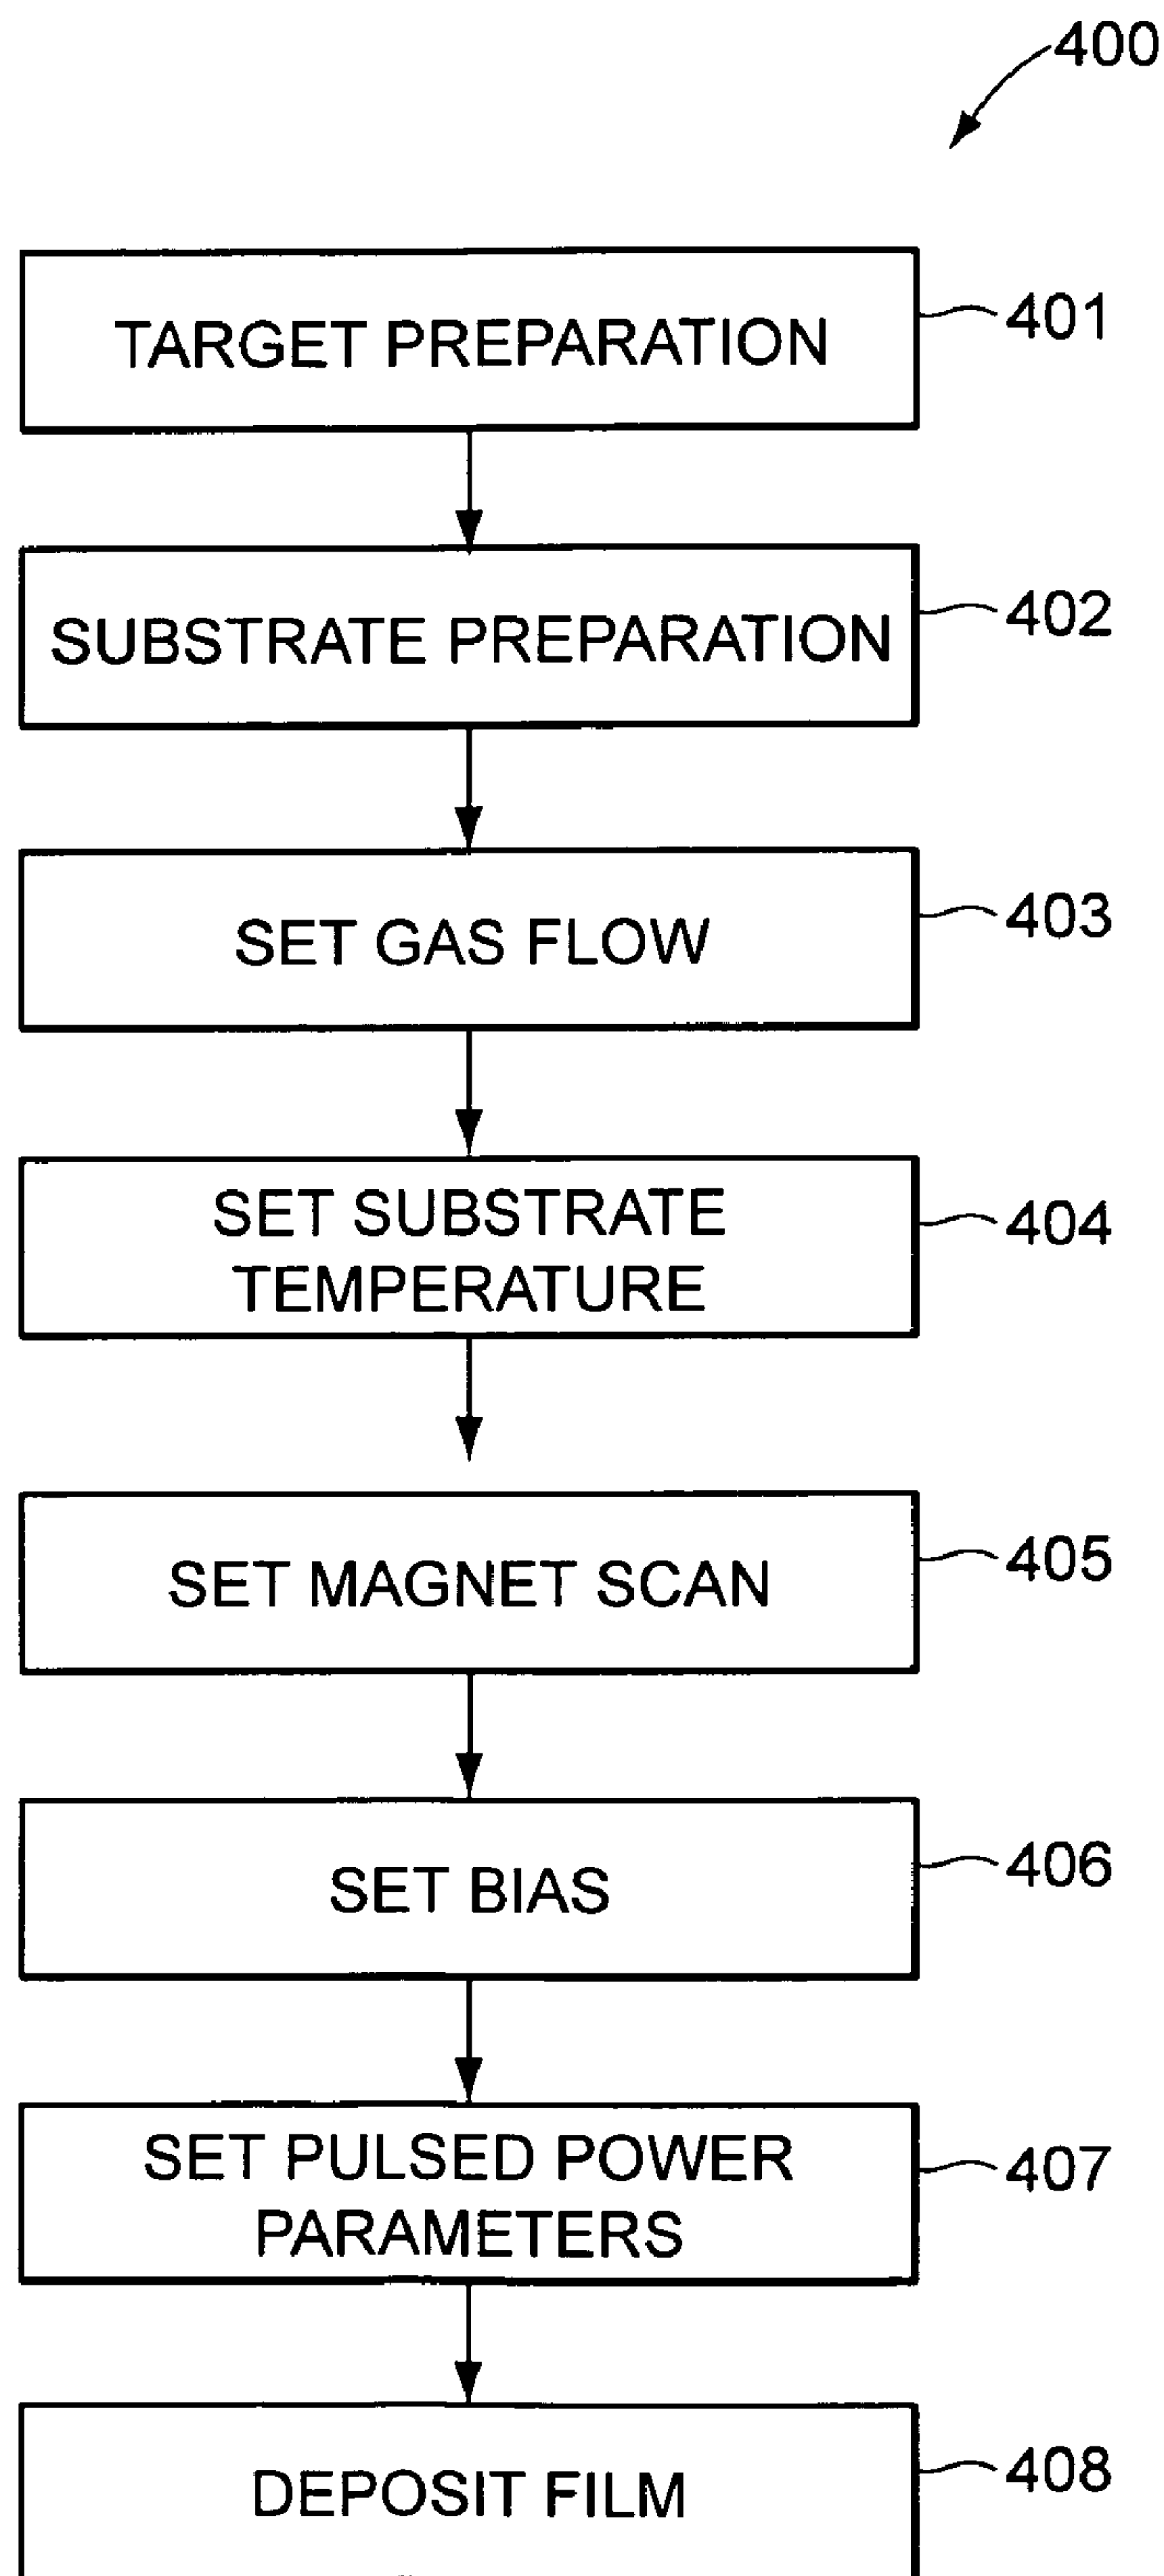 400
TARGET PREPARATION
401
SUBSTRATE PREPARATION
402
SET GAS FLOW
403
SET SUBSTRATE
TEMPERATURE
404
SET MAGNET SCAN
405
SET BIAS
406
SET PULSED POWER
PARAMETERS
407
DEPOSIT FILM
408